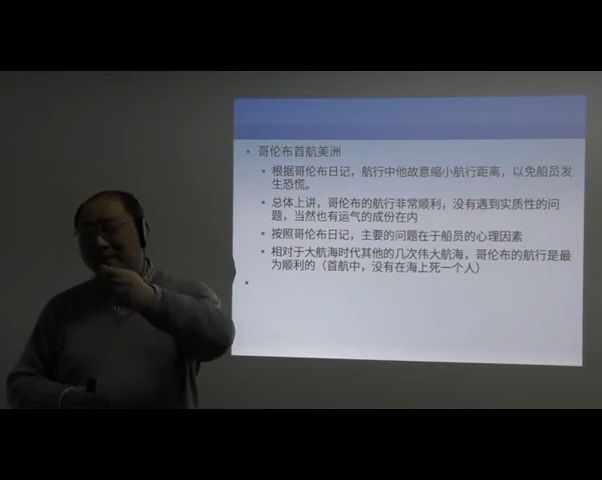 哥伦布首航美洲
根据哥伦布日记，航行中他故意缩小航行距离，以免船员发
生恐慌。
总体上讲，哥伦布的航行非常顺利，没有遇到实质性的问
题，当然也有运气的成份在内
按照哥伦布日记，主要的问题在于船员的心理因素
相对于大航海时代其他的几次伟大航海，哥伦布的航行是最
为顺利的（首航中，没有在海上死一个人）